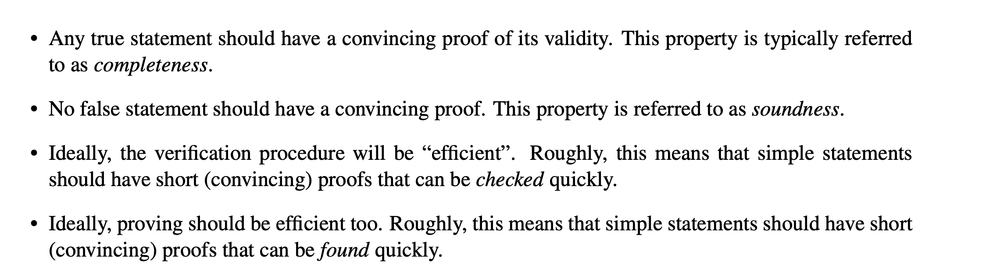 • Any true statement should have a convincing proof of its validity. This property is typically referred
to as completeness.
• No false statement should have a convincing proof. This property is referred to as soundness.
• Ideally, the verification procedure will be “efficient”. Roughly, this means that simple statements
should have short (convincing) proofs that can be checked quickly.
• Ideally, proving should be efficient too. Roughly, this means that simple statements should have short
(convincing) proofs that can be found quickly.